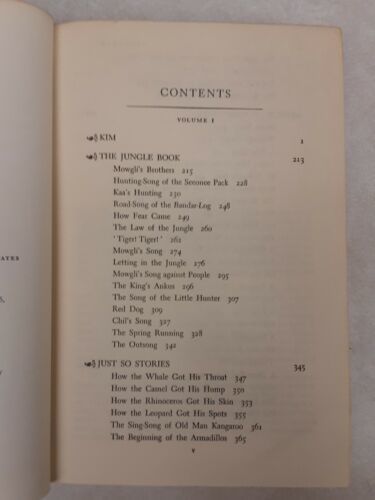 CONTENTS
VOLUME I
KIM 1
THE JUNGLE BOOK 213
Mowgli's Brothers 215
Hunting-Song of the Seeonee Pack 228
Kaa's Hunting 230
Road-Song of the Bandar-Log 248
How Fear Came 249
The Law of the Jungle 260
'Tiger! Tiger!' 262
Mowgli's Song 274
Letting in the Jungle 276
Mowgli's Song against People 295
The King's Ankus 296
The Song of the Little Hunter 307
Red Dog 309
Chil's Song 327
The Spring Running 328
The Outsong 342
JUST SO STORIES 345
How the Whale Got His Throat 347
How the Camel Got His Hump 350
How the Rhinoceros Got His Skin 353
How the Leopard Got His Spots 355
The Sing-Song of Old Man Kangaroo 361
The Beginning of the Armadilloes 365
v